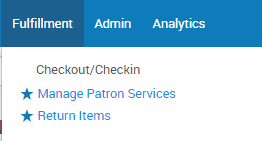 Fulfillment Admin Analytics
Checkout/Checkin
Manage Patron Services
Return Items